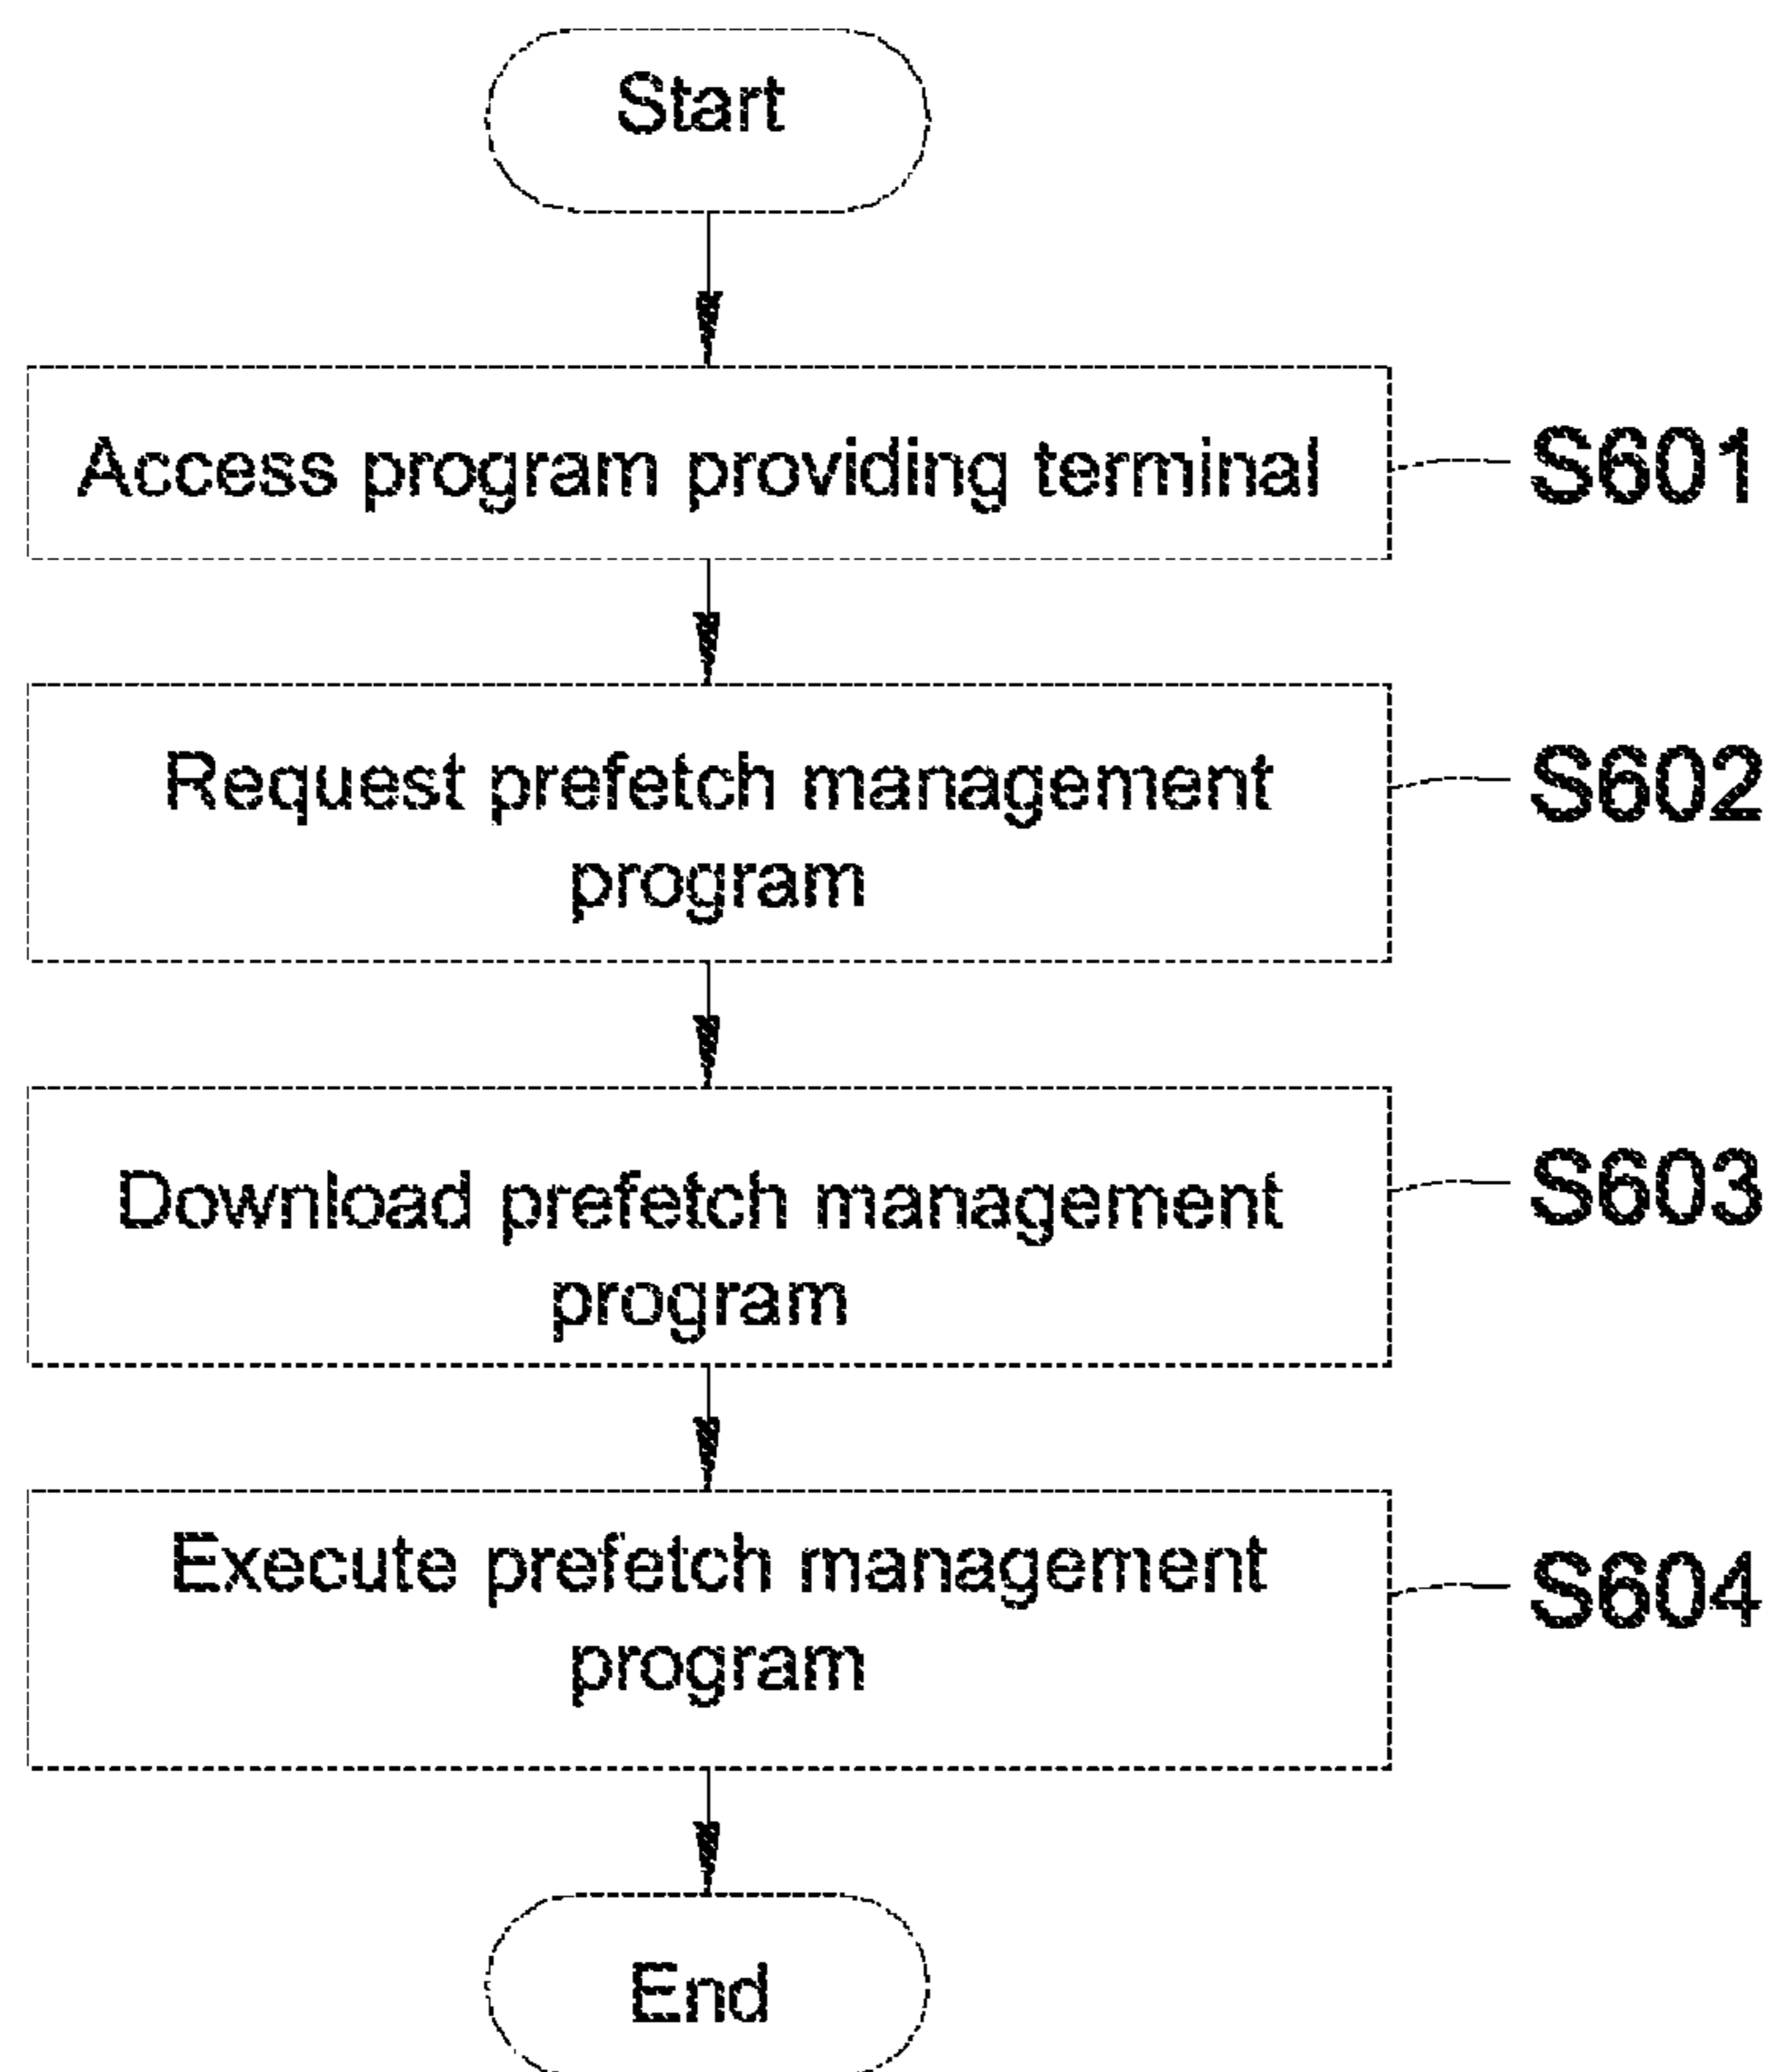 Start
Access program providing terminal
S601
Request prefetch management
program
S602
Download prefetch management
program
S603
Execute prefetch management
program
S604
End